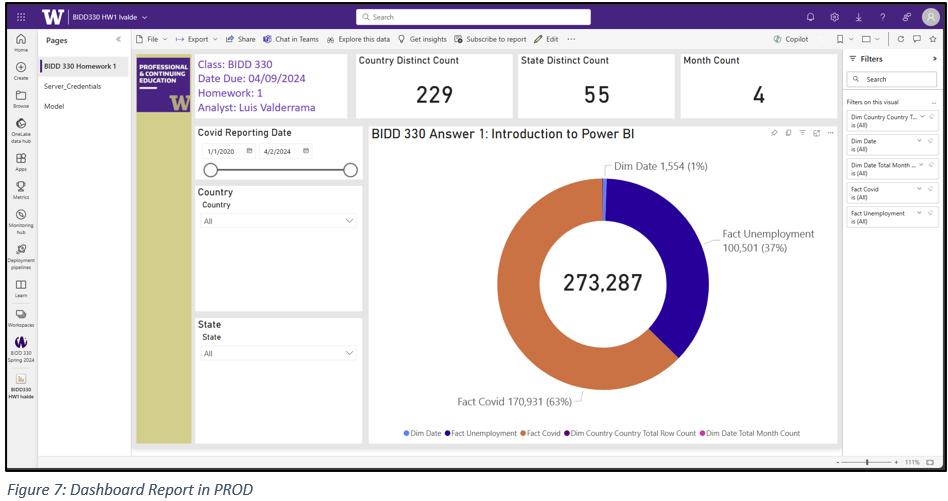 W BIDD330 HW1 lvalde
Search
Home
Create
Browse
OneLake
data hub
Apps
Metrics
Monitoring
hub
Deployment
pipelines
Learn
Workspaces
BIDD 330
Spring 2024
BIDD330
HW1 lvalde
Pages
BIDD 330 Homework 1
Server_Credentials
Model
File Export Share Chat in Teams Explore this data Get insights Subscribe to report Edit ... Copilot
PROFESSIONAL
& CONTINUING
EDUCATION
W
Class: BIDD 330
Date Due: 04/09/2024
Homework: 1
Analyst: Luis Valderrama
Country Distinct Count
229
State Distinct Count
55
Month Count
4
Covid Reporting Date
1/1/2020 4/2/2024
Country
Country
All
State
State
All
BIDD 330 Answer 1: Introduction to Power BI
Dim Date 1,554 (1%)
Fact Unemployment
100,501 (37%)
273,287
Fact Covid 170,931 (63%)
Dim Date Fact Unemployment Fact Covid Dim Country Country Total Row Count Dim Date Total Month Count
Filters
Search
Filters on this visual ...
Dim Country Country T...
is (All)
Dim Date
is (All)
Dim Date Total Month ...
is (All)
Fact Covid
is (All)
Fact Unemployment
is (All)
- + 111%
Figure 7: Dashboard Report in PROD